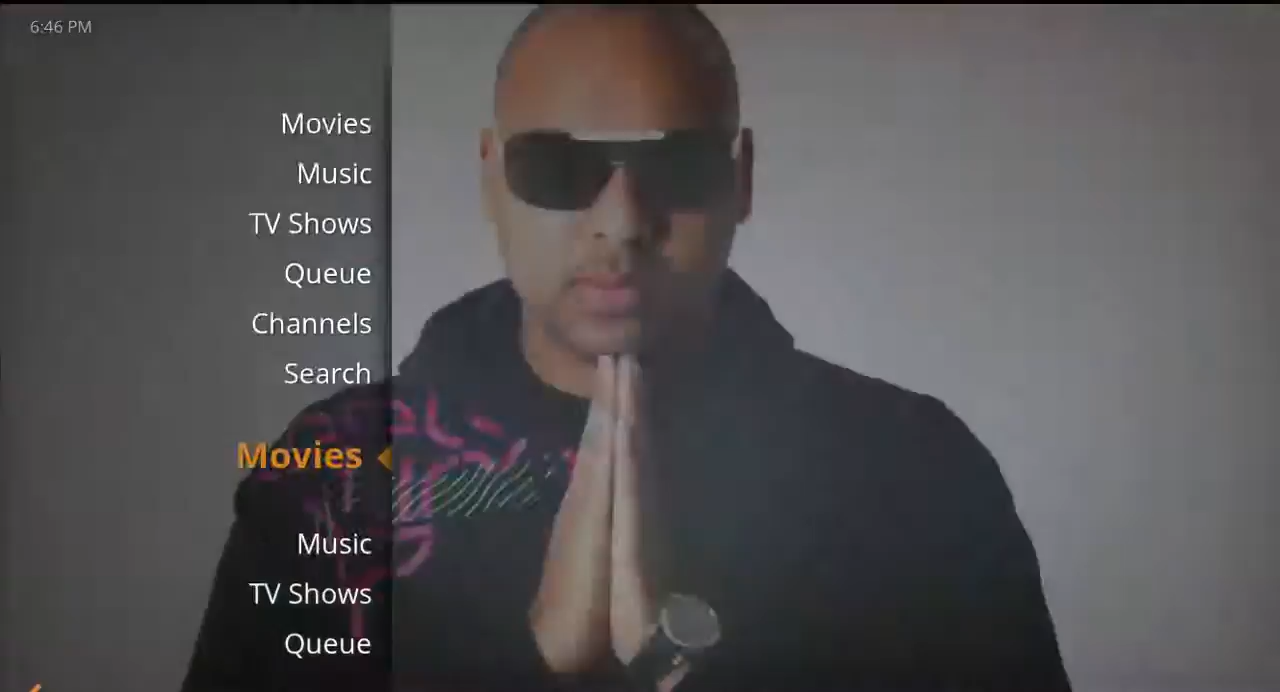 6:46 PM
Movies
Music
TV Shows
Queue
Channels
Search
Movies
Music
TV Shows
Queue